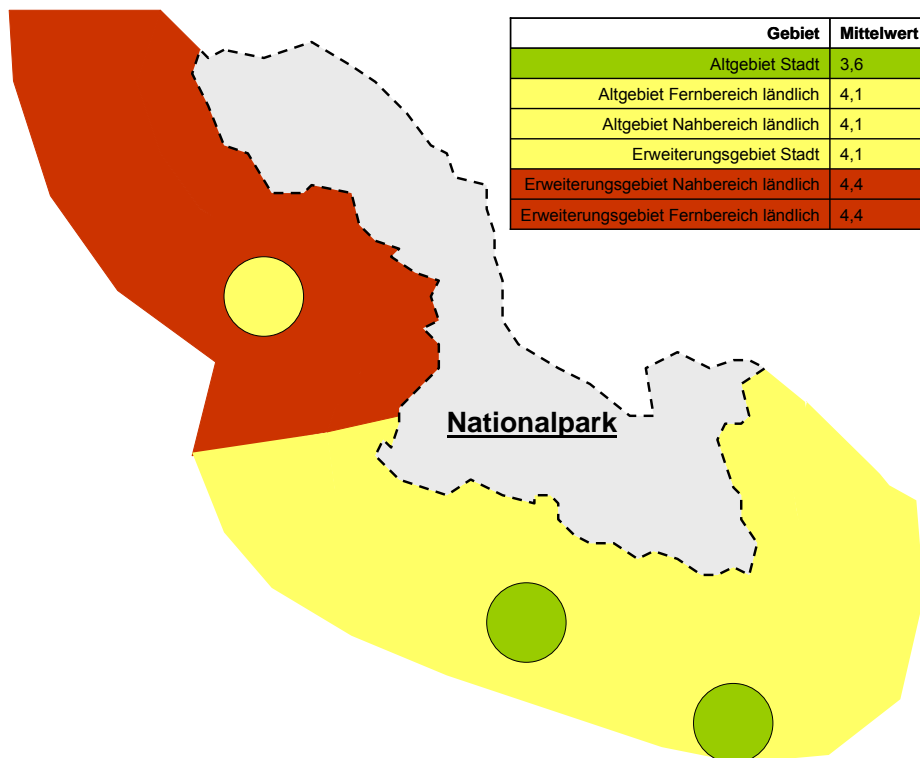 Gebiet Mittelwert
Altgebiet Stadt 3,6
Altgebiet Fernbereich ländlich 4,1
Altgebiet Nahbereich ländlich 4,1
Erweiterungsgebiet Stadt 4,1
Erweiterungsgebiet Nahbereich ländlich 4,4
Erweiterungsgebiet Fernbereich ländlich 4,4
Nationalpark